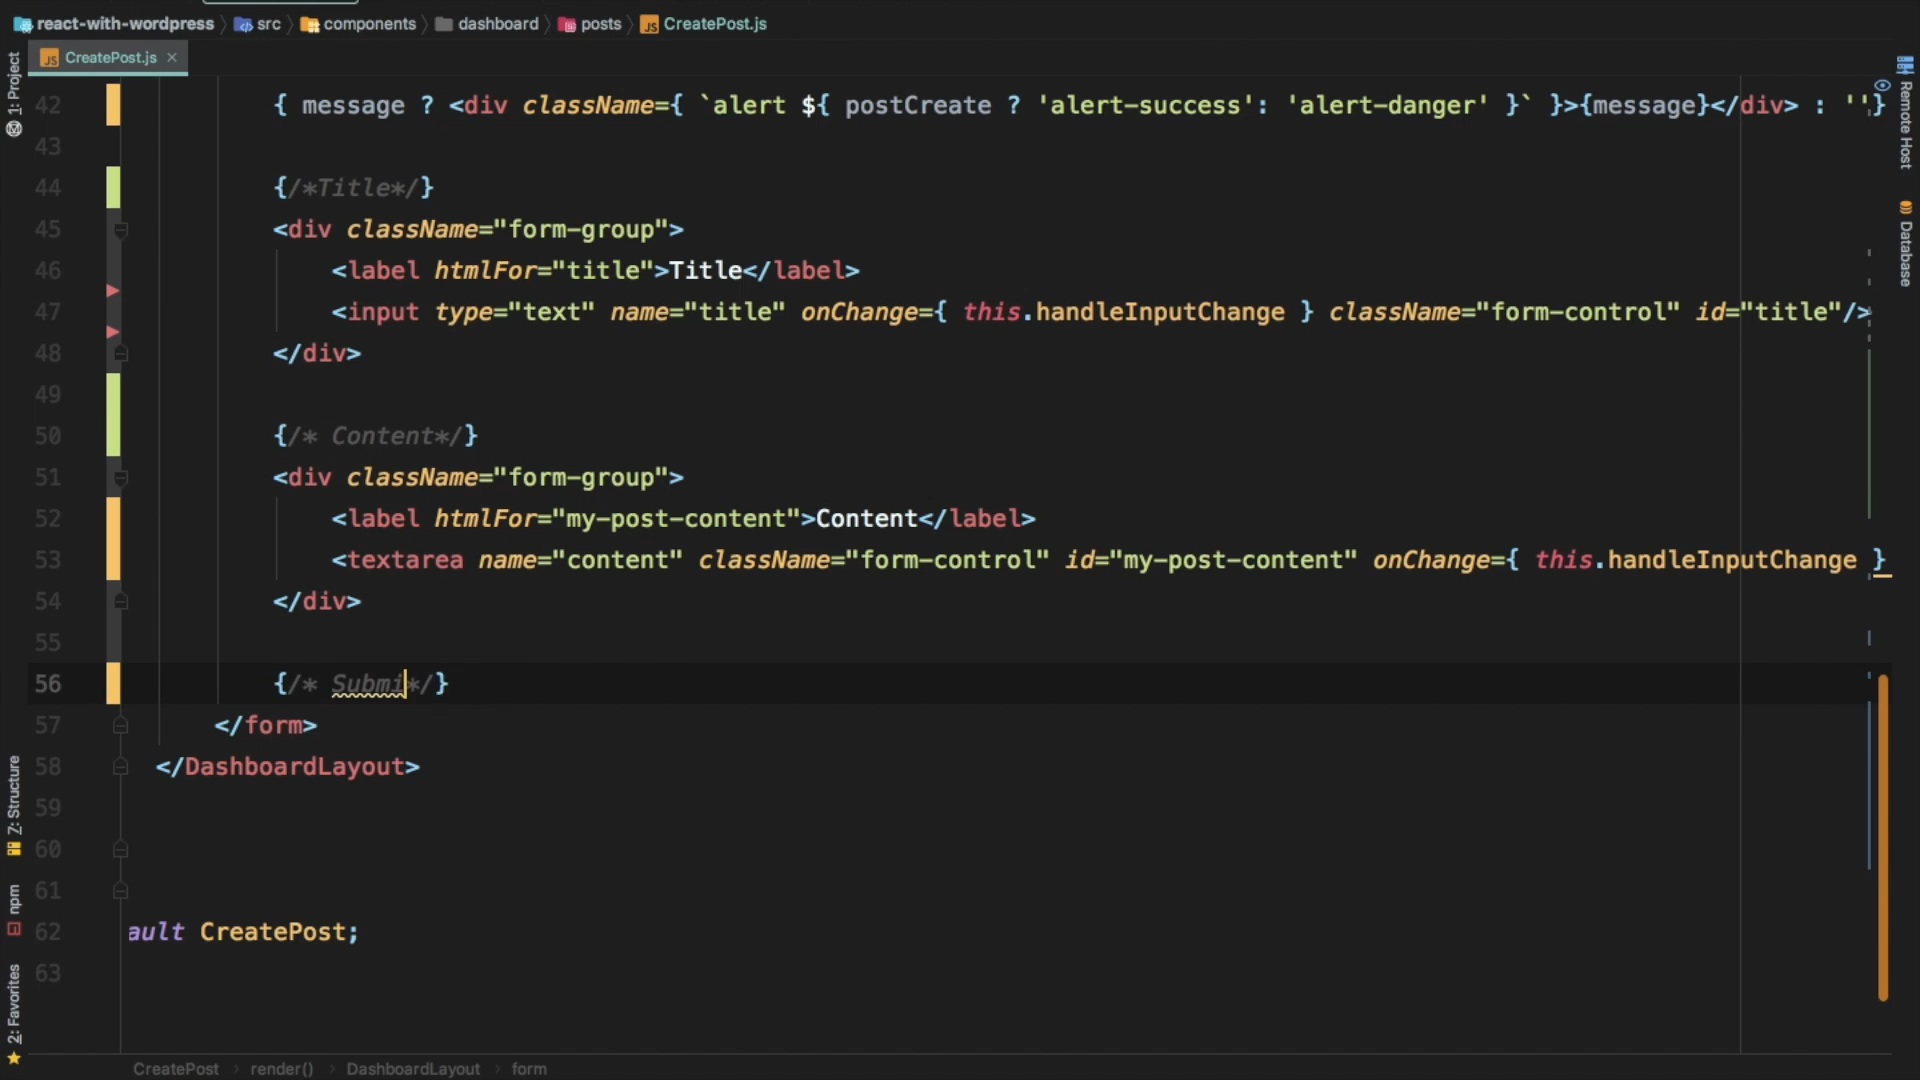 react-with-wordpress src components dashboard posts CreatePost.js
CreatePost.js
1: Project
42 { message ? <div className={ `alert ${ postCreate ? 'alert-success': 'alert-danger' }` }>{message}</div> : ''}
43
44 {/*Title*/}
45 <div className="form-group">
46 <label htmlFor="title">Title</label>
47 <input type="text" name="title" onChange={ this.handleInputChange } className="form-control" id="title"/>
48 </div>
49
50 {/* Content*/}
51 <div className="form-group">
52 <label htmlFor="my-post-content">Content</label>
53 <textarea name="content" className="form-control" id="my-post-content" onChange={ this.handleInputChange }
54 </div>
55
56 {/* Submi*/}
57 </form>
58 </DashboardLayout>
59
60
61
62 ault CreatePost;
63
Z: Structure
npm
2: Favorites
Remote Host
Database
CreatePost render() DashboardLayout form